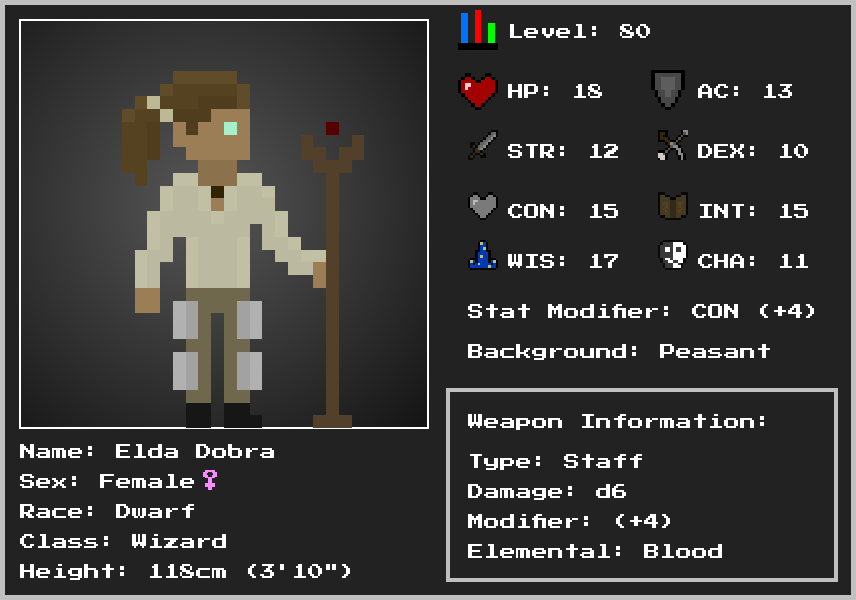 Level: 80
HP: 18
AC: 13
STR: 12
DEX: 10
CON: 15
INT: 15
WIS: 17
CHA: 11
Stat Modifier: CON (+4)
Background: Peasant
Weapon Information:
Type: Staff
Damage: d6
Modifier: (+4)
Elemental: Blood
Name: Elda Dobra
Sex: Female♀
Race: Dwarf
Class: Wizard
Height: 118cm (3'10")